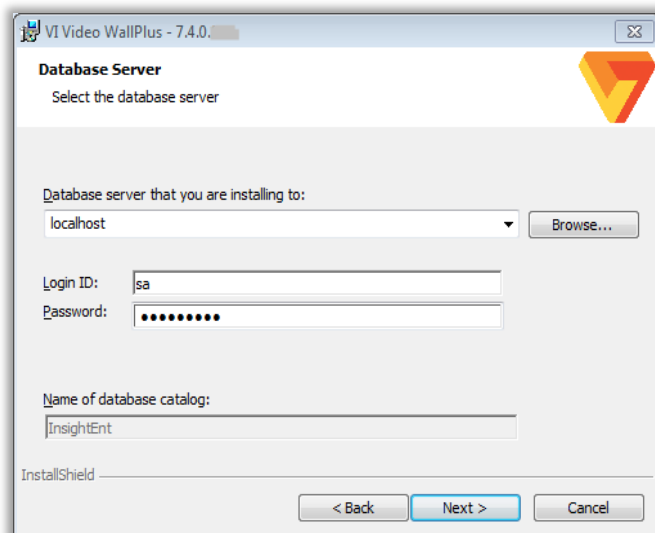 VI Video WallPlus - 7.4.0.
Database Server
Select the database server
Database server that you are installing to:
localhost
Browse...
Login ID:
sa
Password:
●●●●●●●●●
Name of database catalog:
InsightEnt
InstallShield
< Back
Next >
Cancel